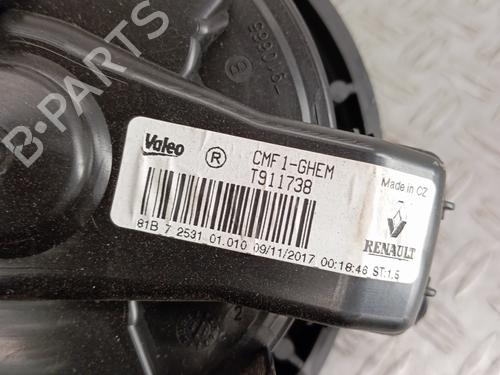 Valeo
R
CMF1-GHEM
T911738
81B 7 2531 01.010 09/11/2017 00:18:46 ST:1.5
Made in CZ
RENAULT
B-PARTS